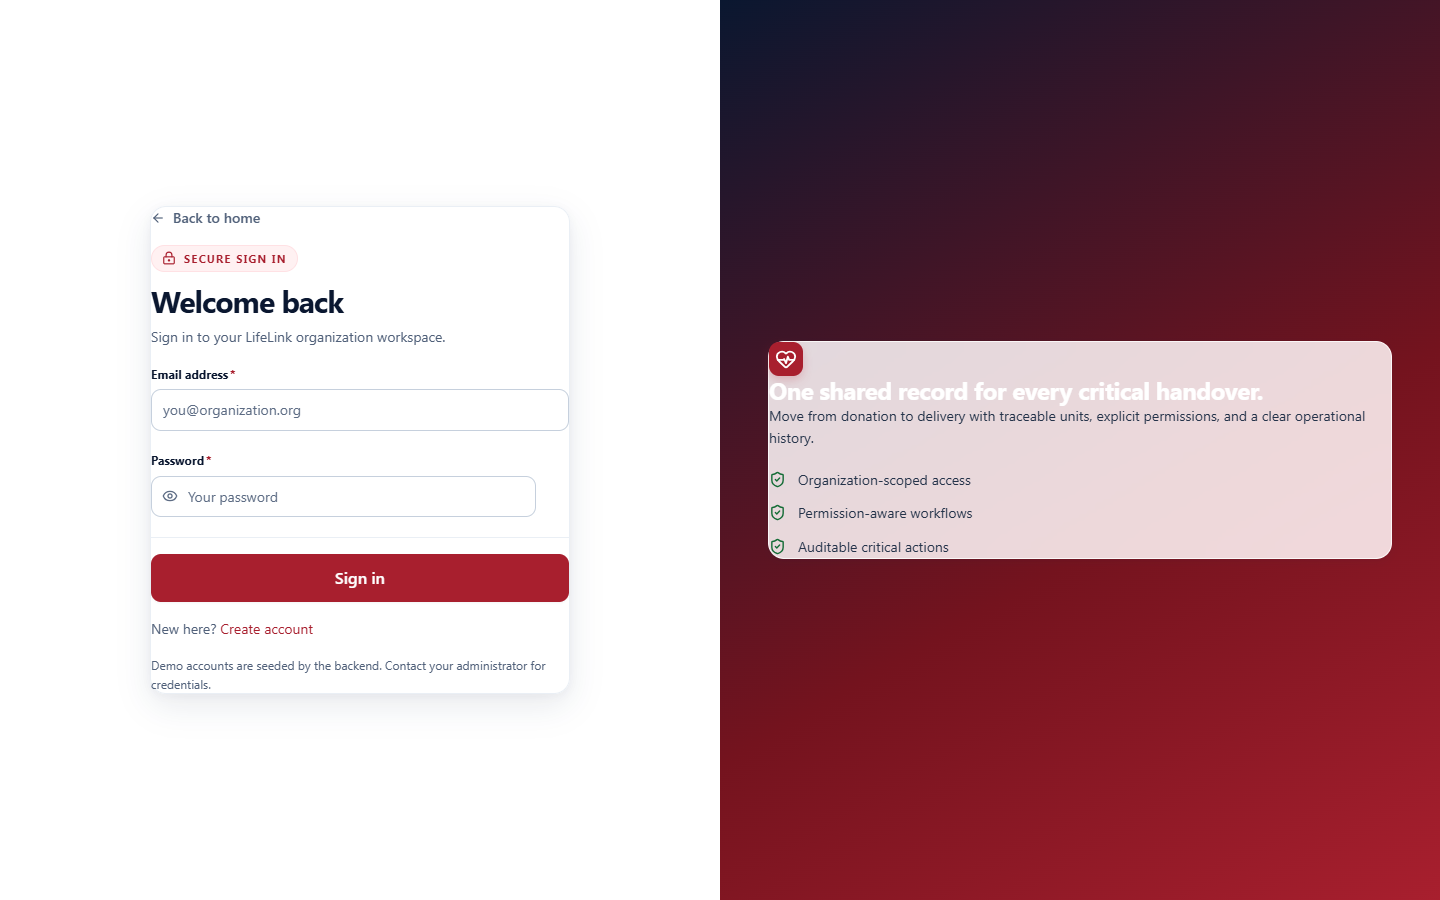 Back to home
SECURE SIGN IN
Welcome back
Sign in to your LifeLink organization workspace.
Email address*
you@organization.org
Password*
Your password
Sign in
New here? Create account
Demo accounts are seeded by the backend. Contact your administrator for
credentials.
One shared record for every critical handover.
Move from donation to delivery with traceable units, explicit permissions, and a clear operational
history.
Organization-scoped access
Permission-aware workflows
Auditable critical actions